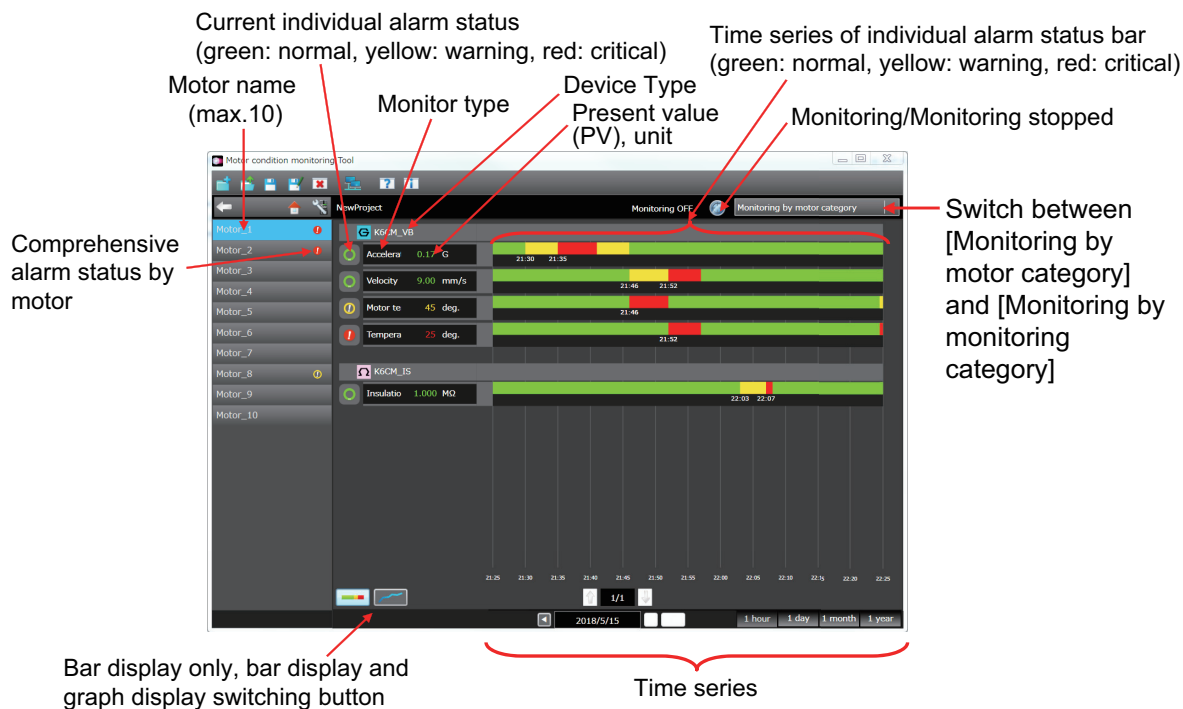 Current individual alarm status
(green: normal, yellow: warning, red: critical)
Time series of individual alarm status bar
(green: normal, yellow: warning, red: critical)
Motor name
(max.10)
Monitor type
Device Type
Present value
(PV), unit
Monitoring/Monitoring stopped
Motor condition monitoring Tool
NewProject
Monitoring OFF
Monitoring by motor category
Switch between
[Monitoring by
motor category]
and [Monitoring by
monitoring
category]
Comprehensive
alarm status by
motor
Motor_1
Motor_2
Motor_3
Motor_4
Motor_5
Motor_6
Motor_7
Motor_8
Motor_9
Motor_10
K6CM_VB
Accelera 0.17 G
21:30 21:35
Velocity 9.00 mm/s
21:46 21:52
Motor te 45 deg.
21:46
Tempera 25 deg.
21:52
K6CM_IS
Insulatio 1.000 MΩ
22:03 22:07
21:25 21:30 21:35 21:40 21:45 21:50 21:55 22:00 22:05 22:10 22:15 22:20 22:25
1/1
2018/5/15
1 hour 1 day 1 month 1 year
Bar display only, bar display and
graph display switching button
Time series